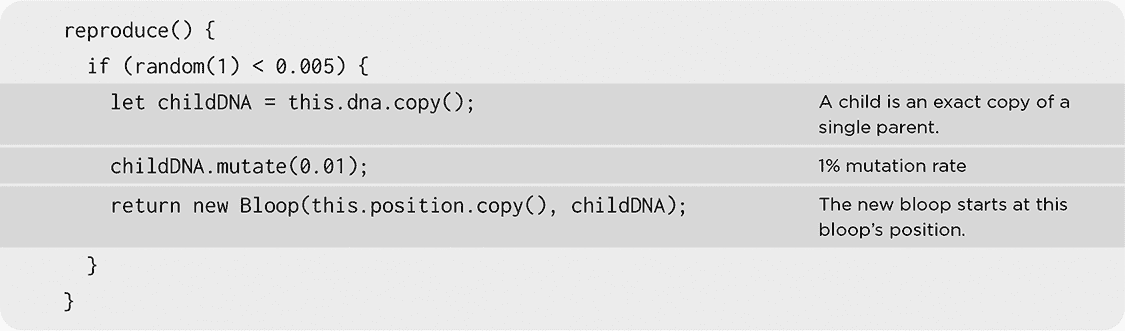 reproduce() {
if (random(1) < 0.005) {
let childDNA = this.dna.copy();
A child is an exact copy of a
single parent.
childDNA.mutate(0.01);
1% mutation rate
return new Bloop(this.position.copy(), childDNA);
The new bloop starts at this
bloop’s position.
}
}